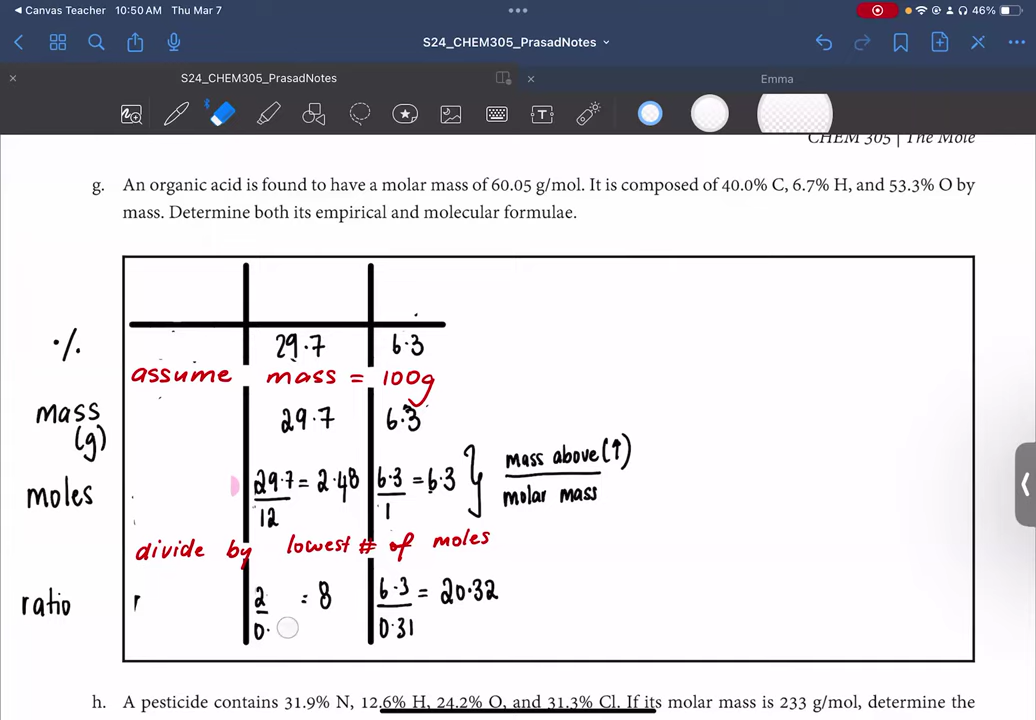 Canvas Teacher 10:50 AM Thu Mar 7 46%
S24_CHEM305_PrasadNotes
S24_CHEM305_PrasadNotes Emma
CHEM 305 | The Mole
g. An organic acid is found to have a molar mass of 60.05 g/mol. It is composed of 40.0% C, 6.7% H, and 53.3% O by
mass. Determine both its empirical and molecular formulae.
% 29.7 6.3
assume mass = 100g
mass 29.7 6.3
(g)
moles 29.7/12 = 2.48 6.3/1 = 6.3 } mass above (↑)/molar mass
divide by lowest # of moles
ratio 2/0. = 8 6.3/0.31 = 20.32
h. A pesticide contains 31.9% N, 12.6% H, 24.2% O, and 31.3% Cl. If its molar mass is 233 g/mol, determine the